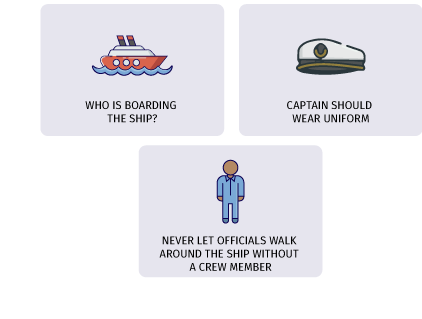 WHO IS BOARDING
THE SHIP?
CAPTAIN SHOULD
WEAR UNIFORM
NEVER LET OFFICIALS WALK
AROUND THE SHIP WITHOUT
A CREW MEMBER